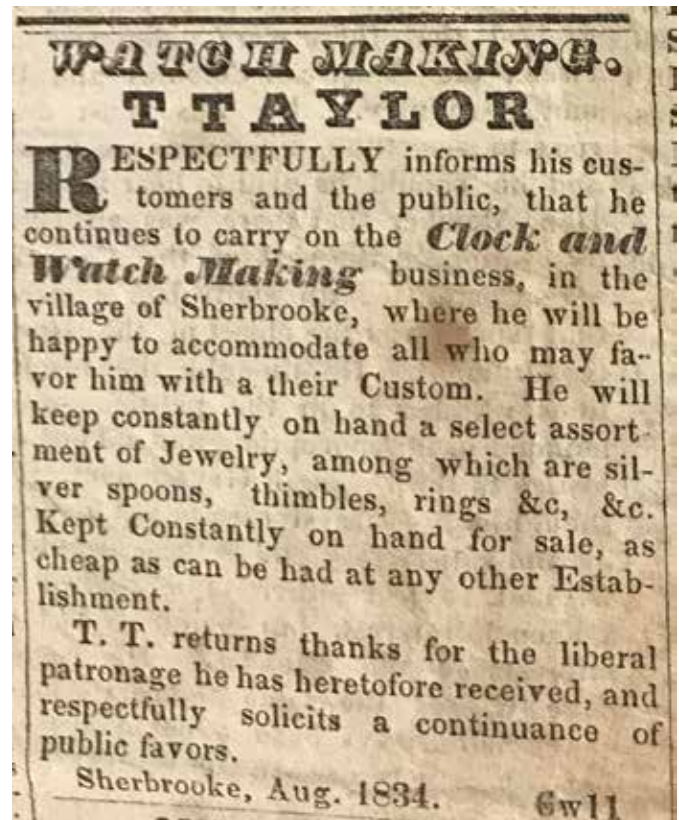 WATCH MAKING.
T TAYLOR
RESPECTFULLY informs his cus-
tomers and the public, that he
continues to carry on the Clock and
Watch Making business, in the
village of Sherbrooke, where he will be
happy to accommodate all who may fa-
vor him with a their Custom. He will
keep constantly on hand a select assort-
ment of Jewelry, among which are sil-
ver spoons, thimbles, rings &c, &c.
Kept Constantly on hand for sale, as
cheap as can be had at any other Estab-
lishment.
T. T. returns thanks for the liberal
patronage he has heretofore received, and
respectfully solicits a continuance of
public favors.
Sherbrooke, Aug. 1834. 6w11